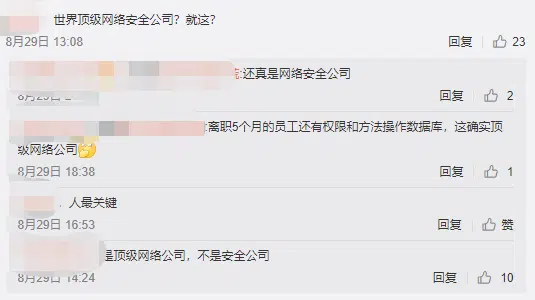 世界顶级网络安全公司？就这？
8月29日 13:08 回复 23
:还真是网络安全公司
8月29日 回复 2
:离职5个月的员工还有权限和方法操作数据库，这确实顶
级网络公司
8月29日 18:38 回复 1
人最关键
8月29日 16:53 回复 赞
是顶级网络公司，不是安全公司
8月29日 14:24 回复 10